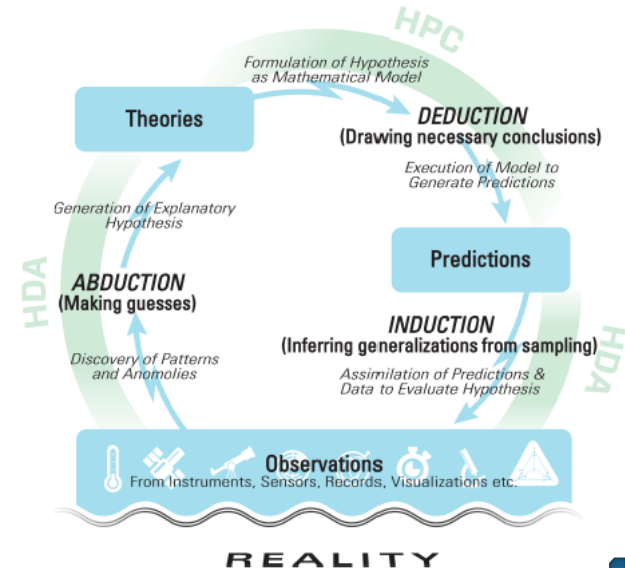 HPC
Formulation of Hypothesis
as Mathematical Model
Theories
DEDUCTION
(Drawing necessary conclusions)
Execution of Model to
Generate Predictions
Generation of Explanatory
Hypothesis
Predictions
HDA
ABDUCTION
(Making guesses)
INDUCTION
(Inferring generalizations from sampling)
HDA
Discovery of Patterns
and Anomolies
Assimilation of Predictions &
Data to Evaluate Hypothesis
Observations
From Instruments, Sensors, Records, Visualizations etc.
REALITY